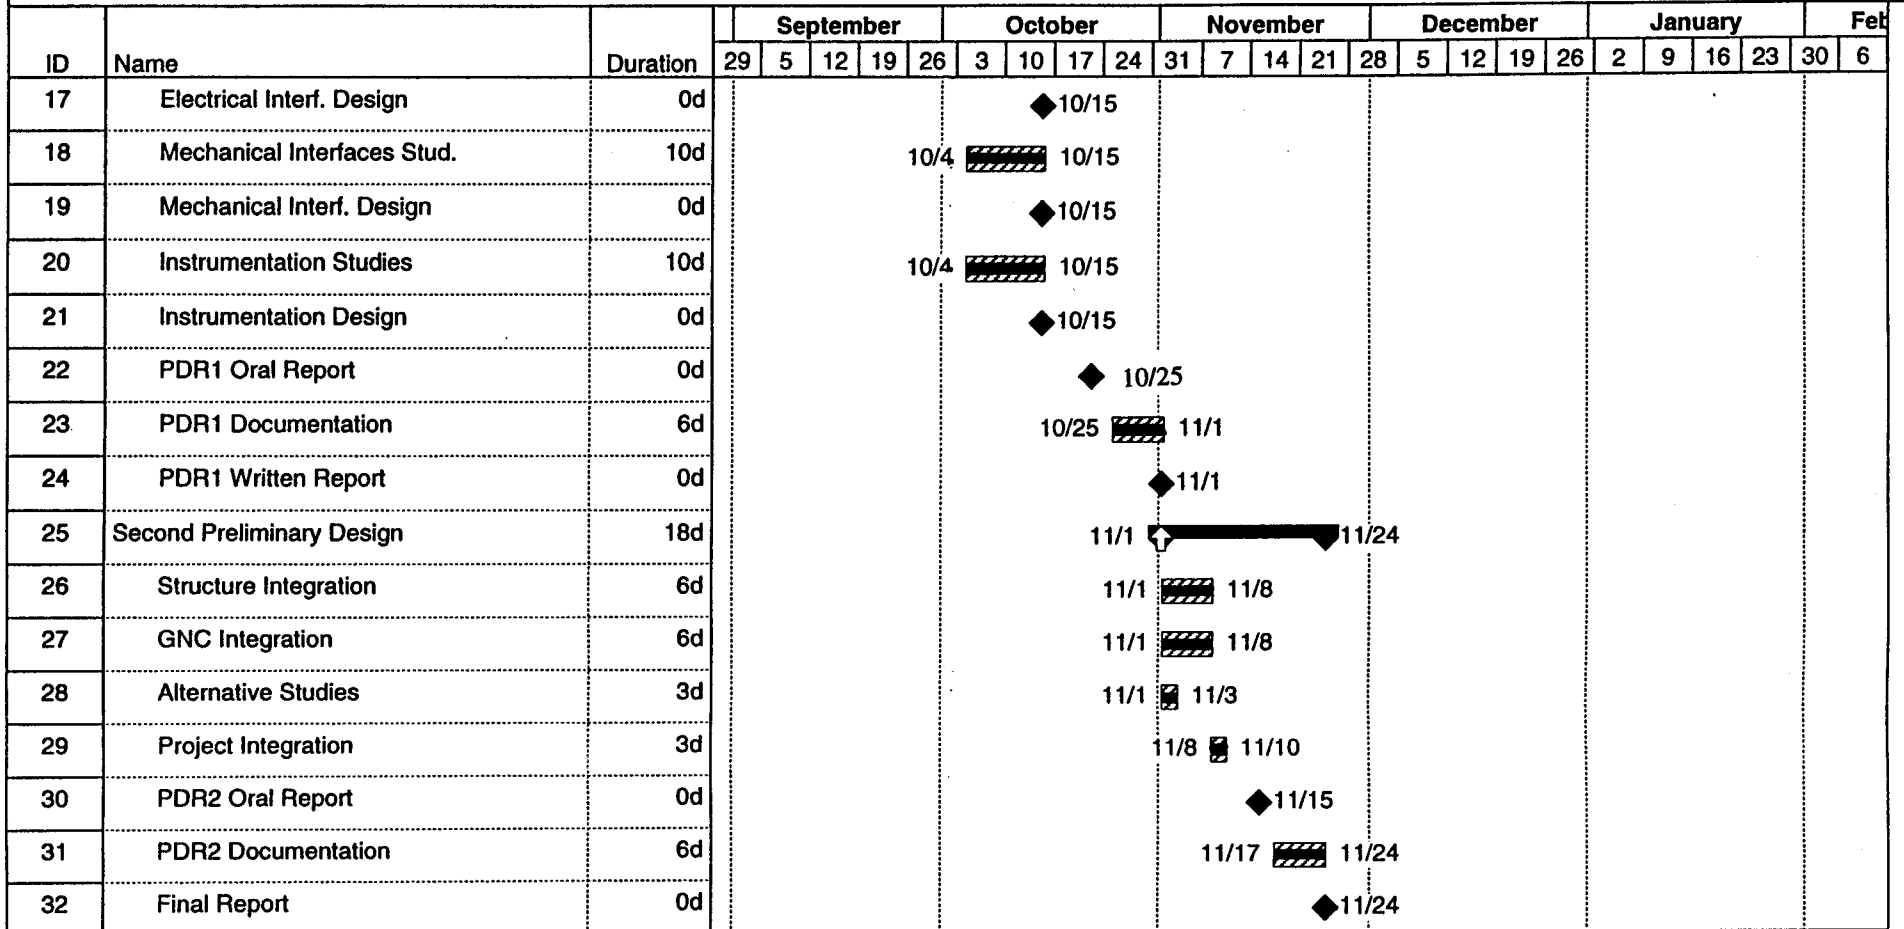 September October November December January Feb
ID Name Duration 29 5 12 19 26 3 10 17 24 31 7 14 21 28 5 12 19 26 2 9 16 23 30 6
17 Electrical Interf. Design 0d 10/15
18 Mechanical Interfaces Stud. 10d 10/4 10/15
19 Mechanical Interf. Design 0d 10/15
20 Instrumentation Studies 10d 10/4 10/15
21 Instrumentation Design 0d 10/15
22 PDR1 Oral Report 0d 10/25
23 PDR1 Documentation 6d 10/25 11/1
24 PDR1 Written Report 0d 11/1
25 Second Preliminary Design 18d 11/1 11/24
26 Structure Integration 6d 11/1 11/8
27 GNC Integration 6d 11/1 11/8
28 Alternative Studies 3d 11/1 11/3
29 Project Integration 3d 11/8 11/10
30 PDR2 Oral Report 0d 11/15
31 PDR2 Documentation 6d 11/17 11/24
32 Final Report 0d 11/24